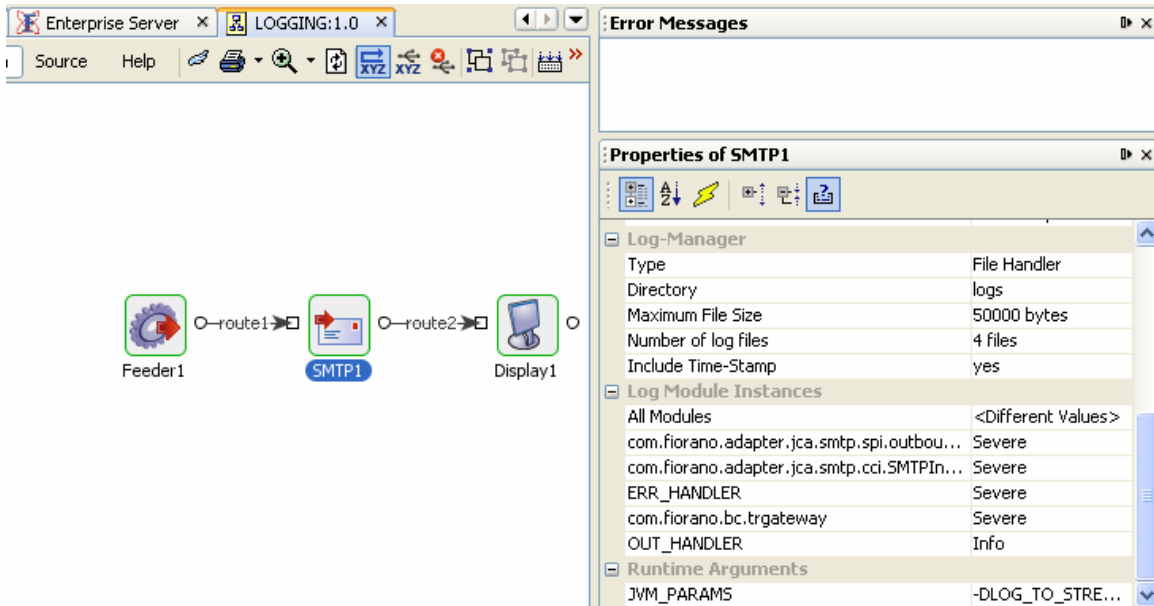 Enterprise Server
LOGGING:1.0
Source Help
XYZ XYZ
Feeder1
route1
SMTP1
route2
Display1
Error Messages
Properties of SMTP1
Log-Manager
Type File Handler
Directory logs
Maximum File Size 50000 bytes
Number of log files 4 files
Include Time-Stamp yes
Log Module Instances
All Modules <Different Values>
com.fiorano.adapter.jca.smtp.spi.outbou... Severe
com.fiorano.adapter.jca.smtp.cci.SMTPIn... Severe
ERR_HANDLER Severe
com.fiorano.bc.trgateway Severe
OUT_HANDLER Info
Runtime Arguments
JVM_PARAMS -DLOG_TO_STRE...